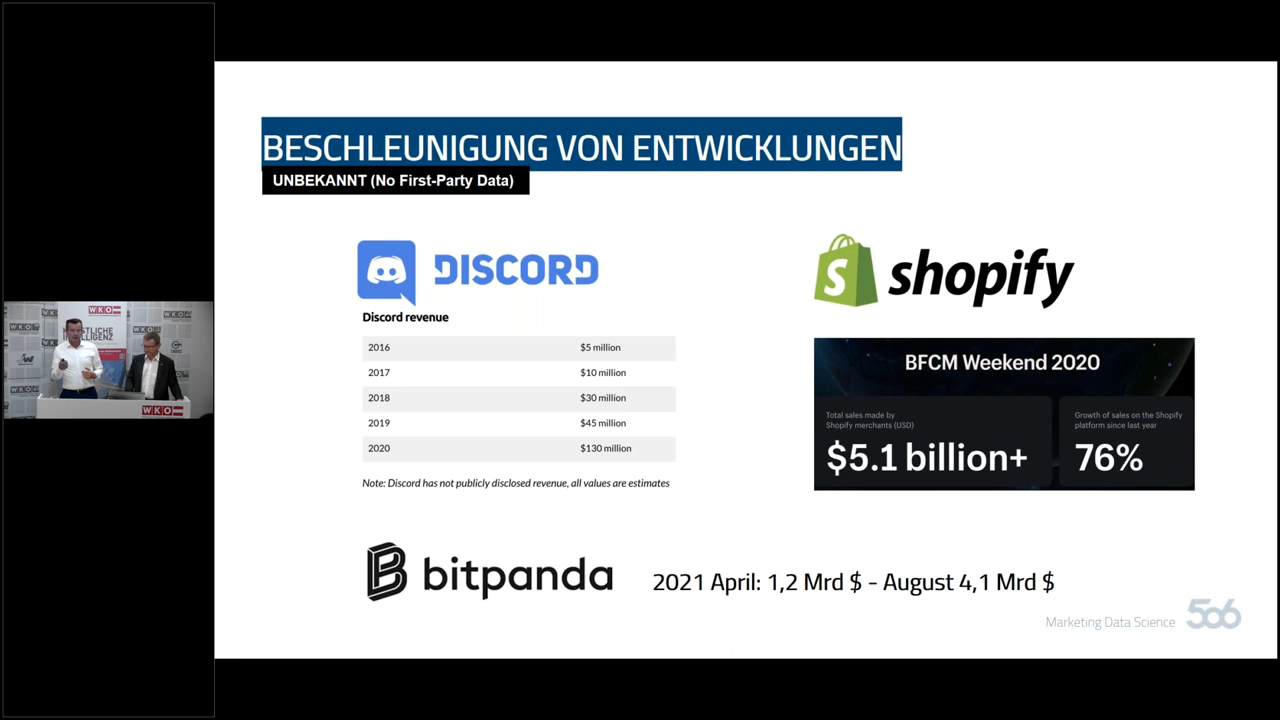 BESCHLEUNIGUNG VON ENTWICKLUNGEN
UNBEKANNT (No First-Party Data)
DISCORD
Discord revenue
2016 $5 million
2017 $10 million
2018 $30 million
2019 $45 million
2020 $130 million
Note: Discord has not publicly disclosed revenue, all values are estimates
shopify
BFCM Weekend 2020
Total sales made by
Shopify merchants (USD)
$5.1 billion+
Growth of sales on the Shopify
platform since last year
76%
bitpanda
2021 April: 1,2 Mrd $ - August 4,1 Mrd $
Marketing Data Science 506
WKO
WKO